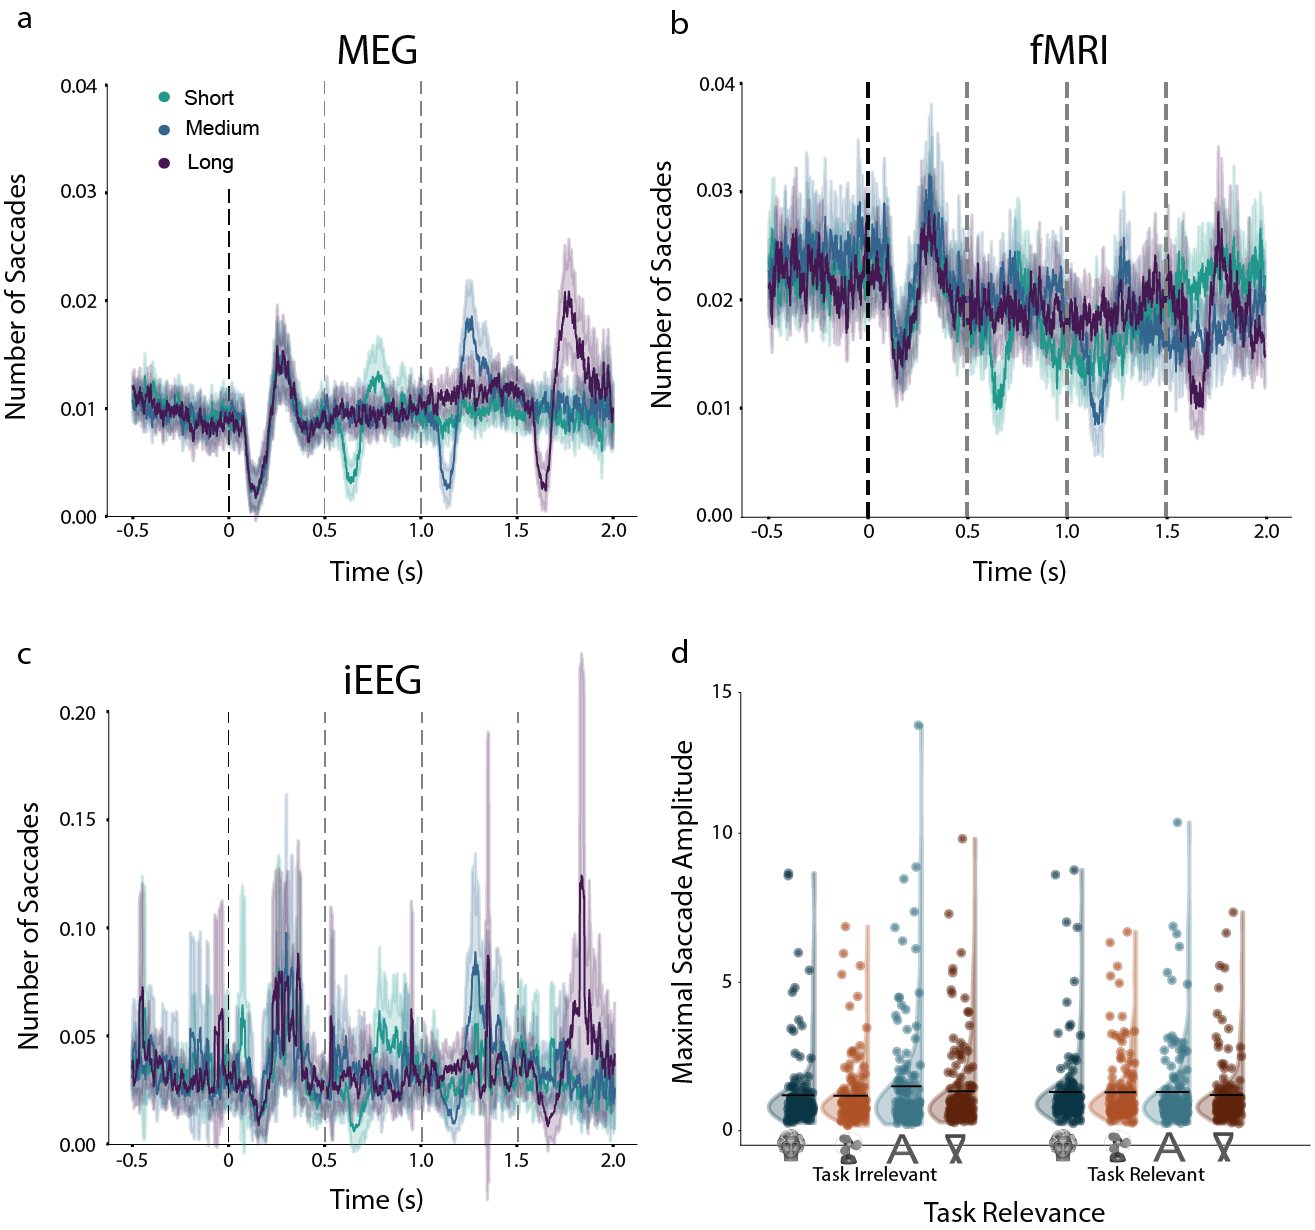 a
MEG
0.04
0.03
0.02
0.01
0.00
Number of Saccades
Short
Medium
Long
-0.5
0
0.5
1.0
1.5
2.0
Time (s)
b
fMRI
0.04
0.03
0.02
0.01
0.00
Number of Saccades
-0.5
0
0.5
1.0
1.5
2.0
Time (s)
c
iEEG
0.20
0.15
0.10
0.05
0.00
Number of Saccades
-0.5
0
0.5
1.0
1.5
2.0
Time (s)
d
15
10
5
0
Maximal Saccade Amplitude
A
A
Task Irrelevant
Task Relevant
Task Relevance